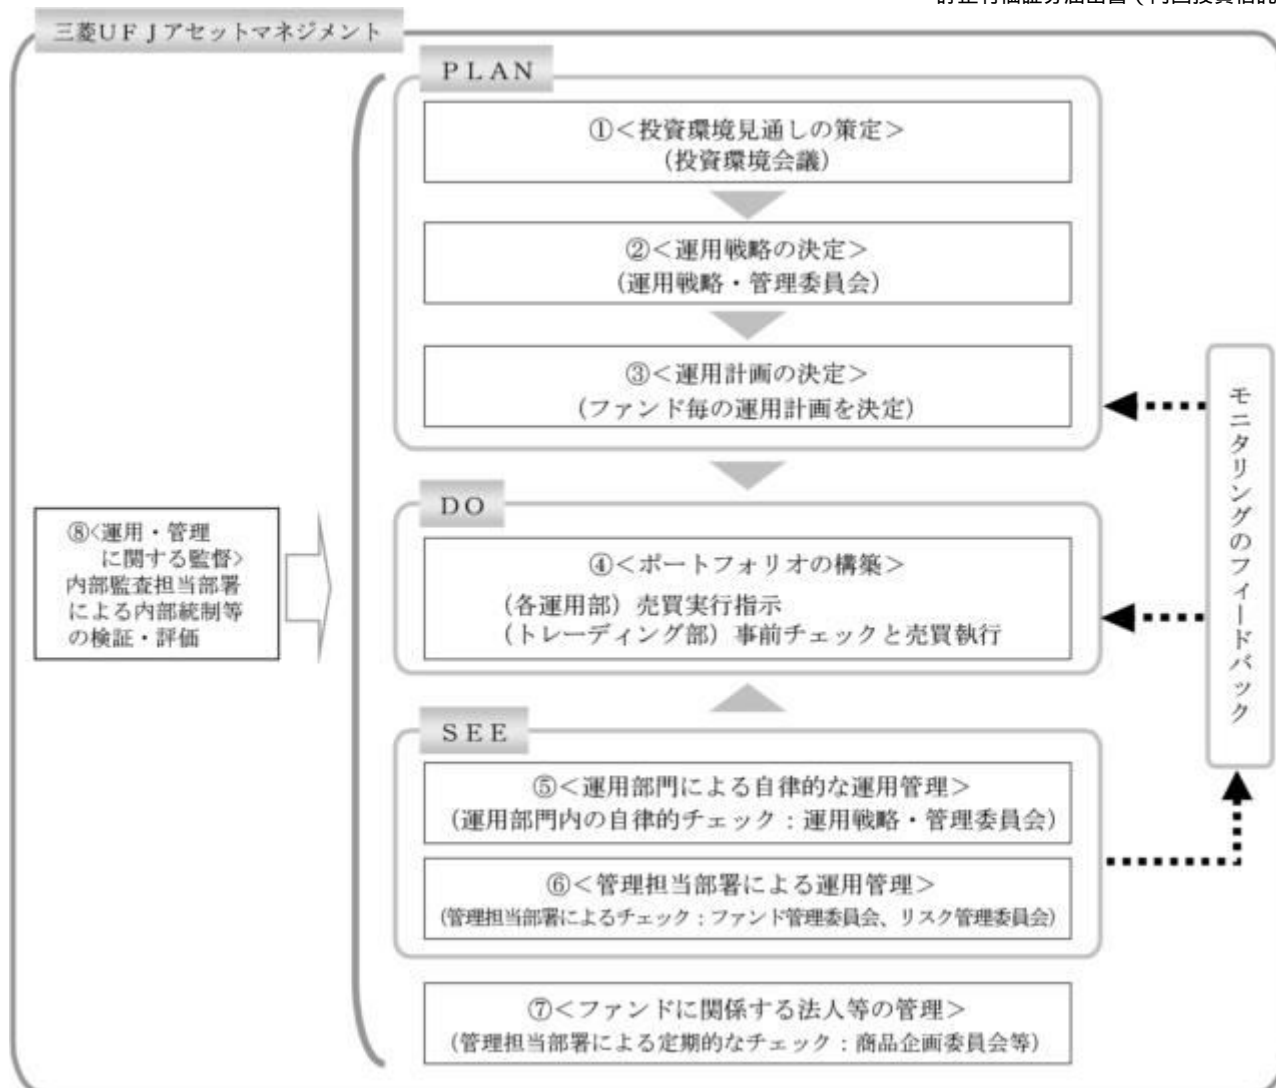 三菱ＵＦＪアセットマネジメント
ＰＬＡＮ
①＜投資環境見通しの策定＞
（投資環境会議）
②＜運用戦略の決定＞
（運用戦略・管理委員会）
③＜運用計画の決定＞
（ファンド毎の運用計画を決定）
ＤＯ
④＜ポートフォリオの構築＞
（各運用部）売買実行指示
（トレーディング部）事前チェックと売買執行
ＳＥＥ
⑤＜運用部門による自律的な運用管理＞
（運用部門内の自律的チェック：運用戦略・管理委員会）
⑥＜管理担当部署による運用管理＞
（管理担当部署によるチェック：ファンド管理委員会、リスク管理委員会）
⑦＜ファンドに関係する法人等の管理＞
（管理担当部署による定期的なチェック：商品企画委員会等）
⑧＜運用・管理
に関する監督＞
内部監査担当部署
による内部統制等
の検証・評価
モニタリングのフィードバック